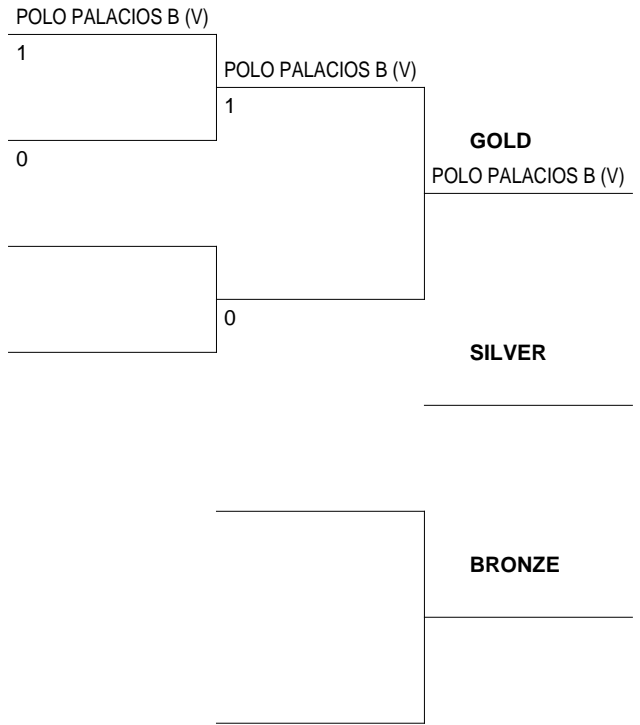 POLO PALACIOS B (V)
1
POLO PALACIOS B (V)
1
GOLD
0
POLO PALACIOS B (V)
0
SILVER
BRONZE